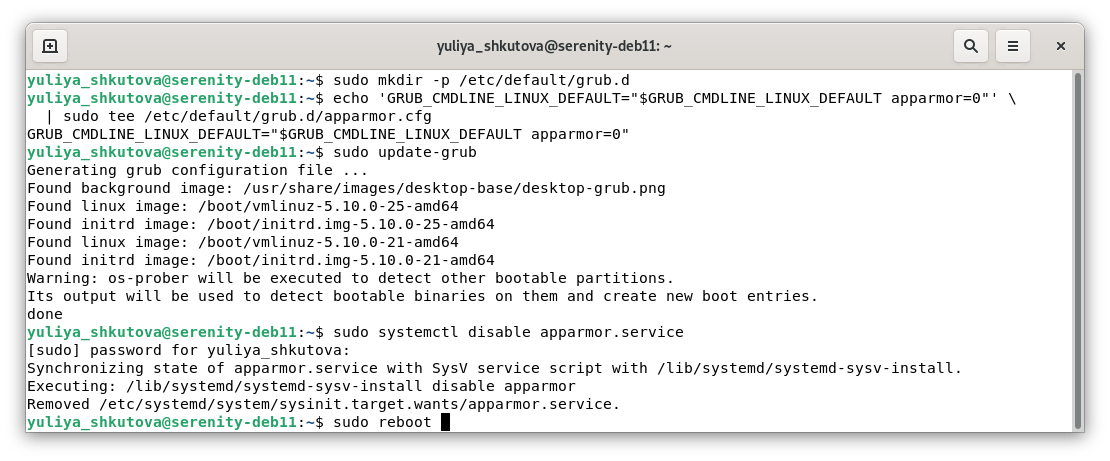 yuliya_shkutova@serenity-deb11: ~
yuliya_shkutova@serenity-deb11:~$ sudo mkdir -p /etc/default/grub.d
yuliya_shkutova@serenity-deb11:~$ echo 'GRUB_CMDLINE_LINUX_DEFAULT="$GRUB_CMDLINE_LINUX_DEFAULT apparmor=0"' \
  | sudo tee /etc/default/grub.d/apparmor.cfg
GRUB_CMDLINE_LINUX_DEFAULT="$GRUB_CMDLINE_LINUX_DEFAULT apparmor=0"
yuliya_shkutova@serenity-deb11:~$ sudo update-grub
Generating grub configuration file ...
Found background image: /usr/share/images/desktop-base/desktop-grub.png
Found linux image: /boot/vmlinuz-5.10.0-25-amd64
Found initrd image: /boot/initrd.img-5.10.0-25-amd64
Found linux image: /boot/vmlinuz-5.10.0-21-amd64
Found initrd image: /boot/initrd.img-5.10.0-21-amd64
Warning: os-prober will be executed to detect other bootable partitions.
Its output will be used to detect bootable binaries on them and create new boot entries.
done
yuliya_shkutova@serenity-deb11:~$ sudo systemctl disable apparmor.service
[sudo] password for yuliya_shkutova:
Synchronizing state of apparmor.service with SysV service script with /lib/systemd/systemd-sysv-install.
Executing: /lib/systemd/systemd-sysv-install disable apparmor
Removed /etc/systemd/system/sysinit.target.wants/apparmor.service.
yuliya_shkutova@serenity-deb11:~$ sudo reboot